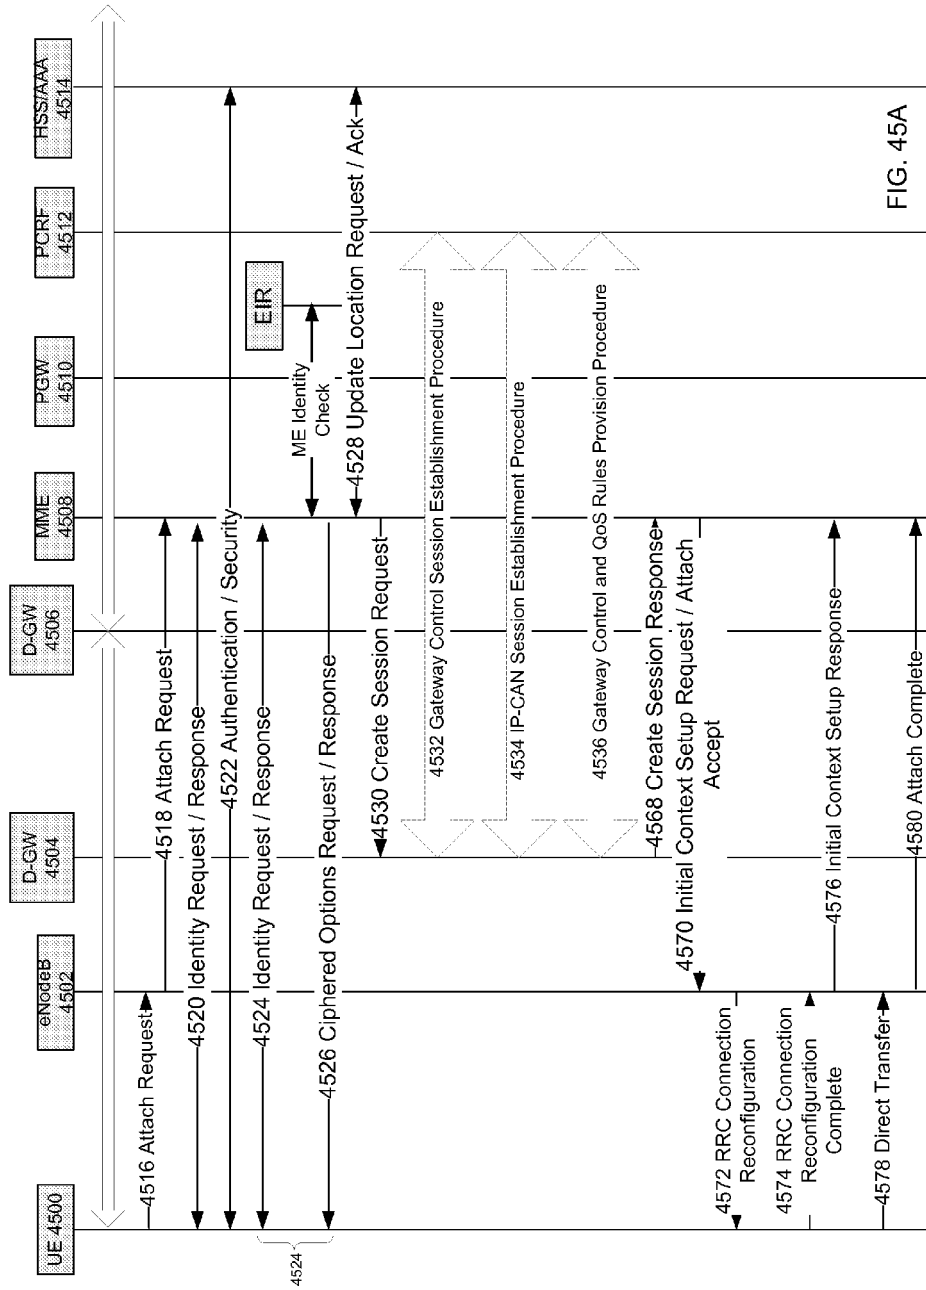 UE 4500
eNodeB
4502
D-GW
4504
D-GW
4506
MME
4508
PGW
4510
PCRF
4512
HSS/AAA
4514
4516 Attach Request
4518 Attach Request
4520 Identity Request / Response
4522 Authentication / Security
4524 Identity Request / Response
4524
EIR
ME Identity
Check
4526 Ciphered Options Request / Response
4528 Update Location Request / Ack
4530 Create Session Request
4532 Gateway Control Session Establishment Procedure
4534 IP-CAN Session Establishment Procedure
4536 Gateway Control and QoS Rules Provision Procedure
4568 Create Session Response
4570 Initial Context Setup Request / Attach
Accept
4572 RRC Connection
Reconfiguration
4574 RRC Connection
Reconfiguration
Complete
4576 Initial Context Setup Response
4578 Direct Transfer
4580 Attach Complete
FIG. 45A